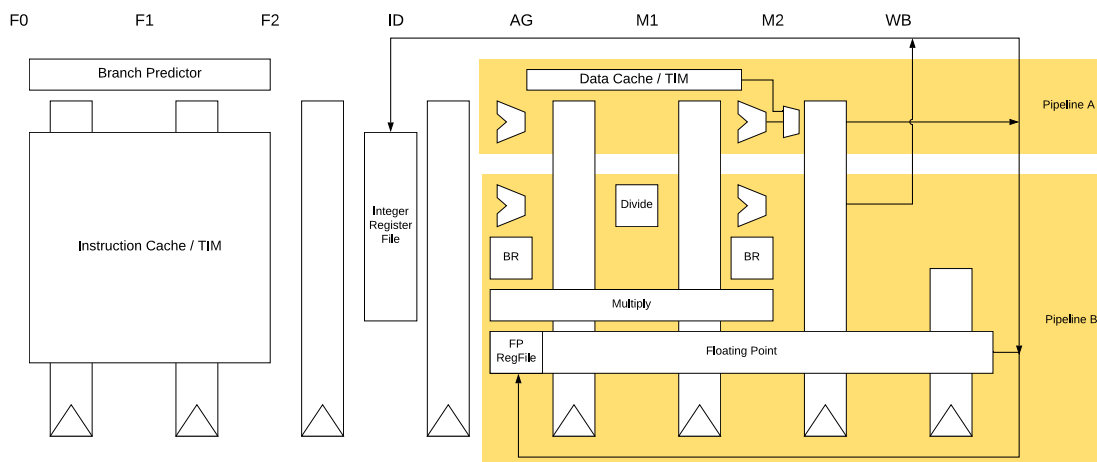 F0
F1
F2
ID
AG
M1
M2
WB
Branch Predictor
Data Cache / TIM
Pipeline A
Instruction Cache / TIM
Integer
Register
File
Divide
BR
BR
Multiply
Pipeline B
FP
RegFile
Floating Point